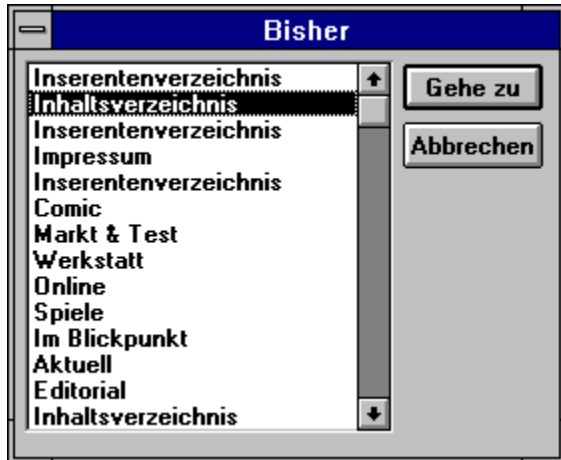 Bisher
Inserentenverzeichnis
Inhaltsverzeichnis
Inserentenverzeichnis
Impressum
Inserentenverzeichnis
Comic
Markt & Test
Werkstatt
Online
Spiele
Im Blickpunkt
Aktuell
Editorial
Inhaltsverzeichnis
Gehe zu
Abbrechen